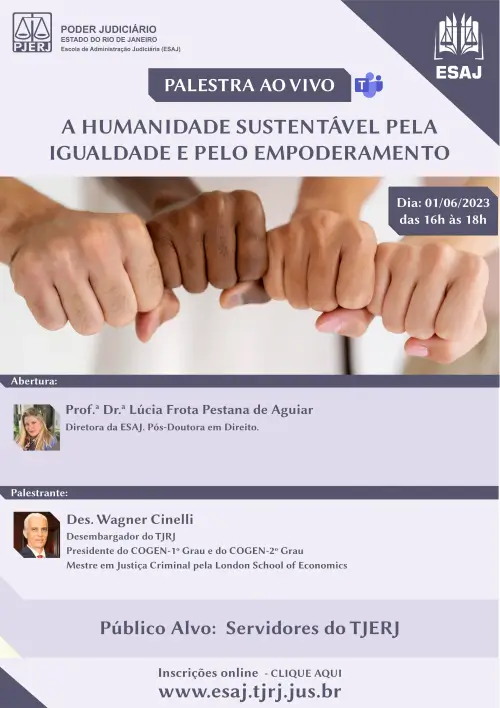 PJERJ
PODER JUDICIÁRIO
ESTADO DO RIO DE JANEIRO
Escola de Administração Judiciária (ESAJ)
ESAJ
PALESTRA AO VIVO
T
A HUMANIDADE SUSTENTÁVEL PELA
IGUALDADE E PELO EMPODERAMENTO
Dia: 01/06/2023
das 16h às 18h
Abertura:
Prof.ª Dr.ª Lúcia Frota Pestana de Aguiar
Diretora da ESAJ. Pós-Doutora em Direito.
Palestrante:
Des. Wagner Cinelli
Desembargador do TJRJ
Presidente do COGEN-1º Grau e do COGEN-2º Grau
Mestre em Justiça Criminal pela London School of Economics
Público Alvo: Servidores do TJERJ
Inscrições online - CLIQUE AQUI
www.esaj.tjrj.jus.br